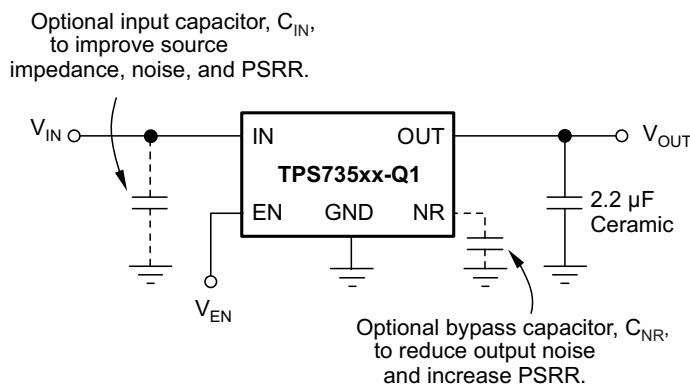 Optional input capacitor, C_IN,
to improve source
impedance, noise, and PSRR.
V_IN
IN
OUT
V_OUT
TPS735xx-Q1
2.2 µF
Ceramic
EN
GND
NR
V_EN
Optional bypass capacitor, C_NR,
to reduce output noise
and increase PSRR.